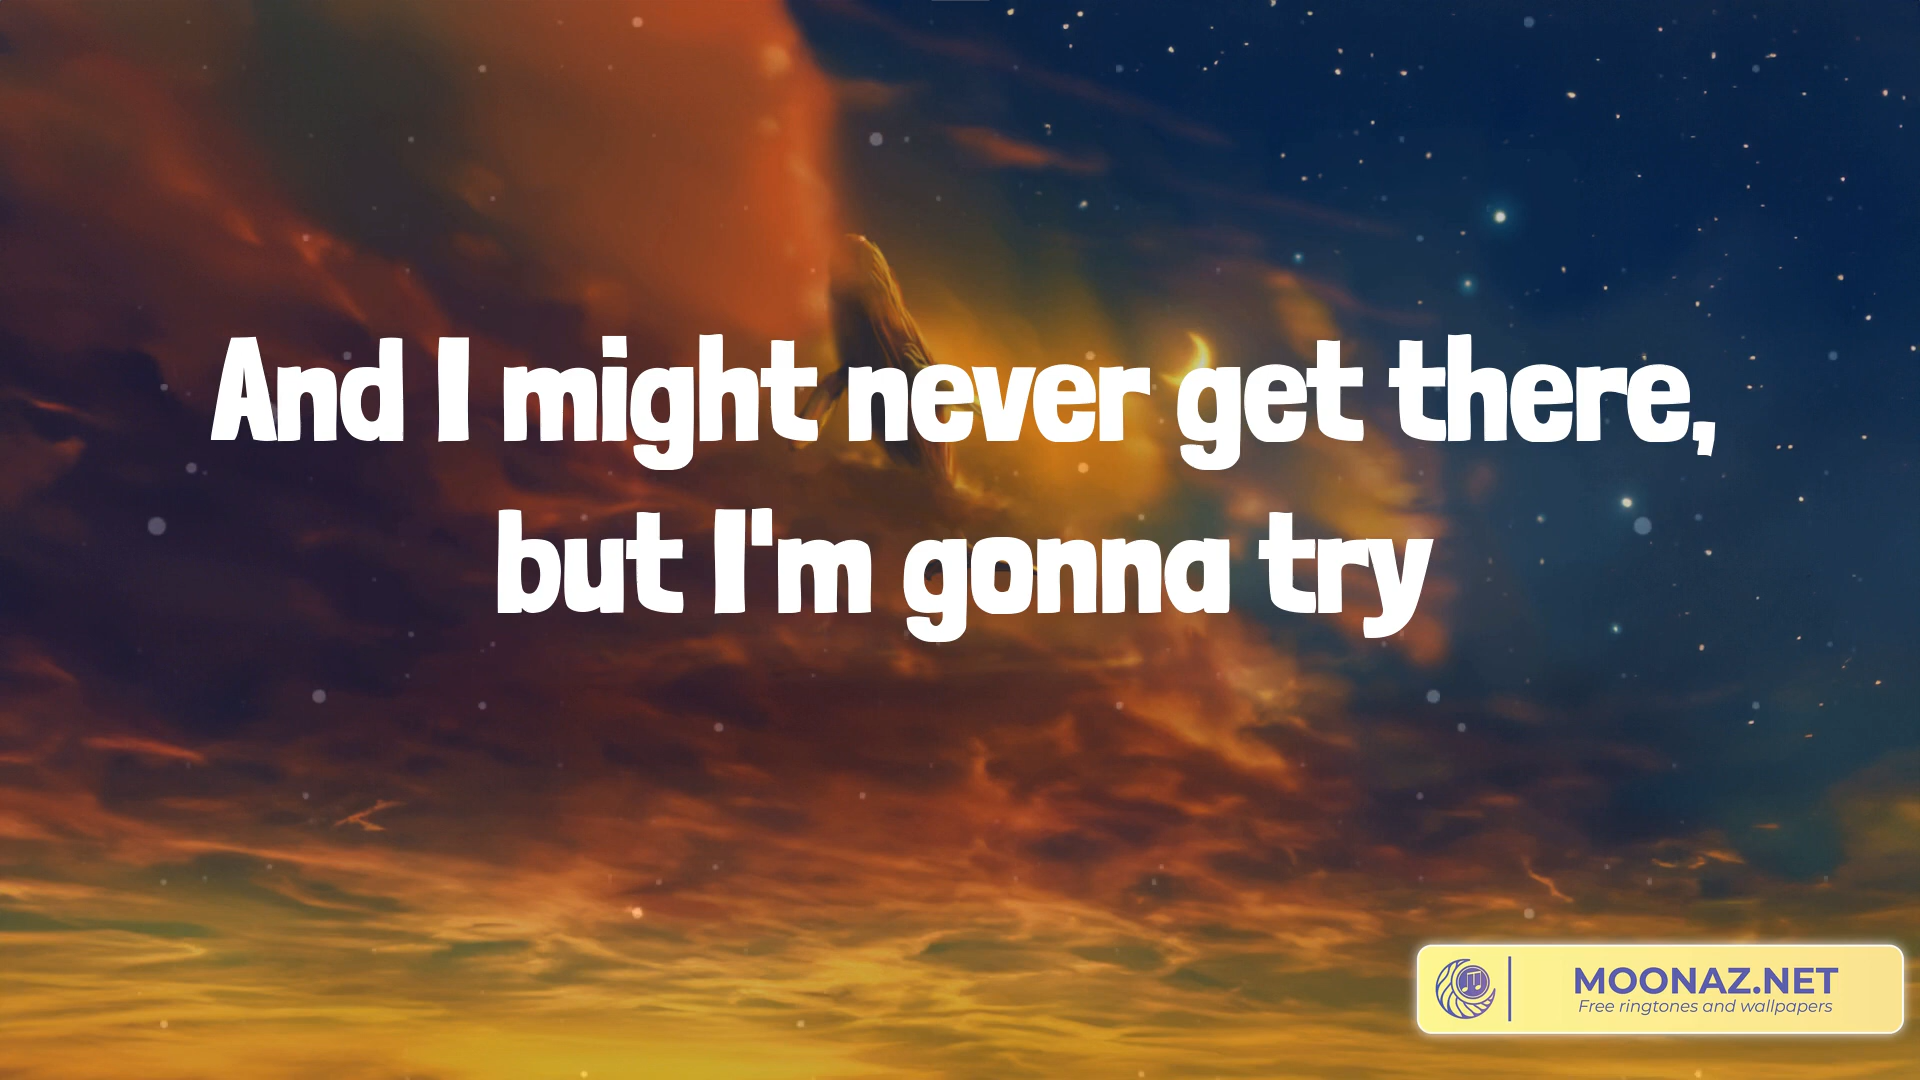 And I might never get there,
but I'm gonna try
MOONAZ.NET
Free ringtones and wallpapers